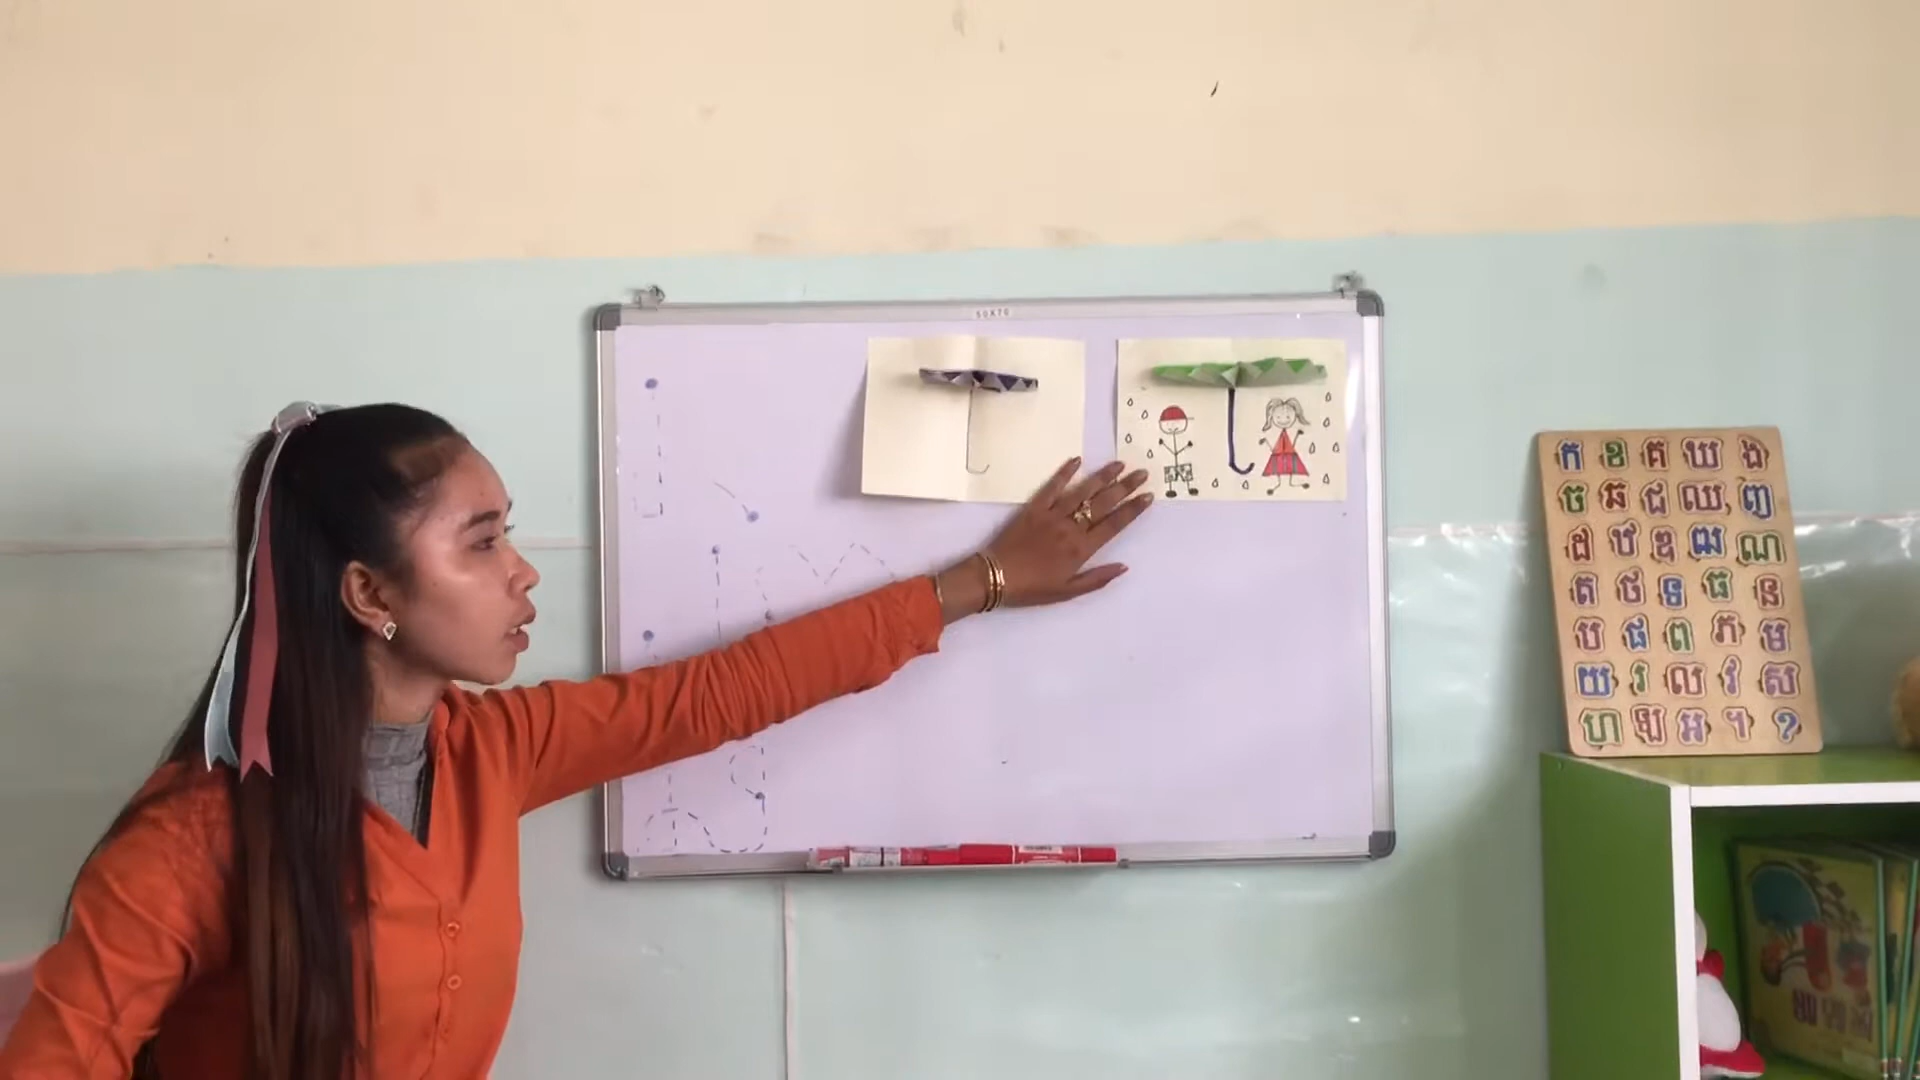 50X70
ក ខ គ ឃ ង
ច ឆ ជ ឈ ញ
ដ ឋ ឌ ឍ ណ
ត ថ ទ ធ ន
ប ផ ព ភ ម
យ រ ល វ ស
ហ ឡ អ ។ ?